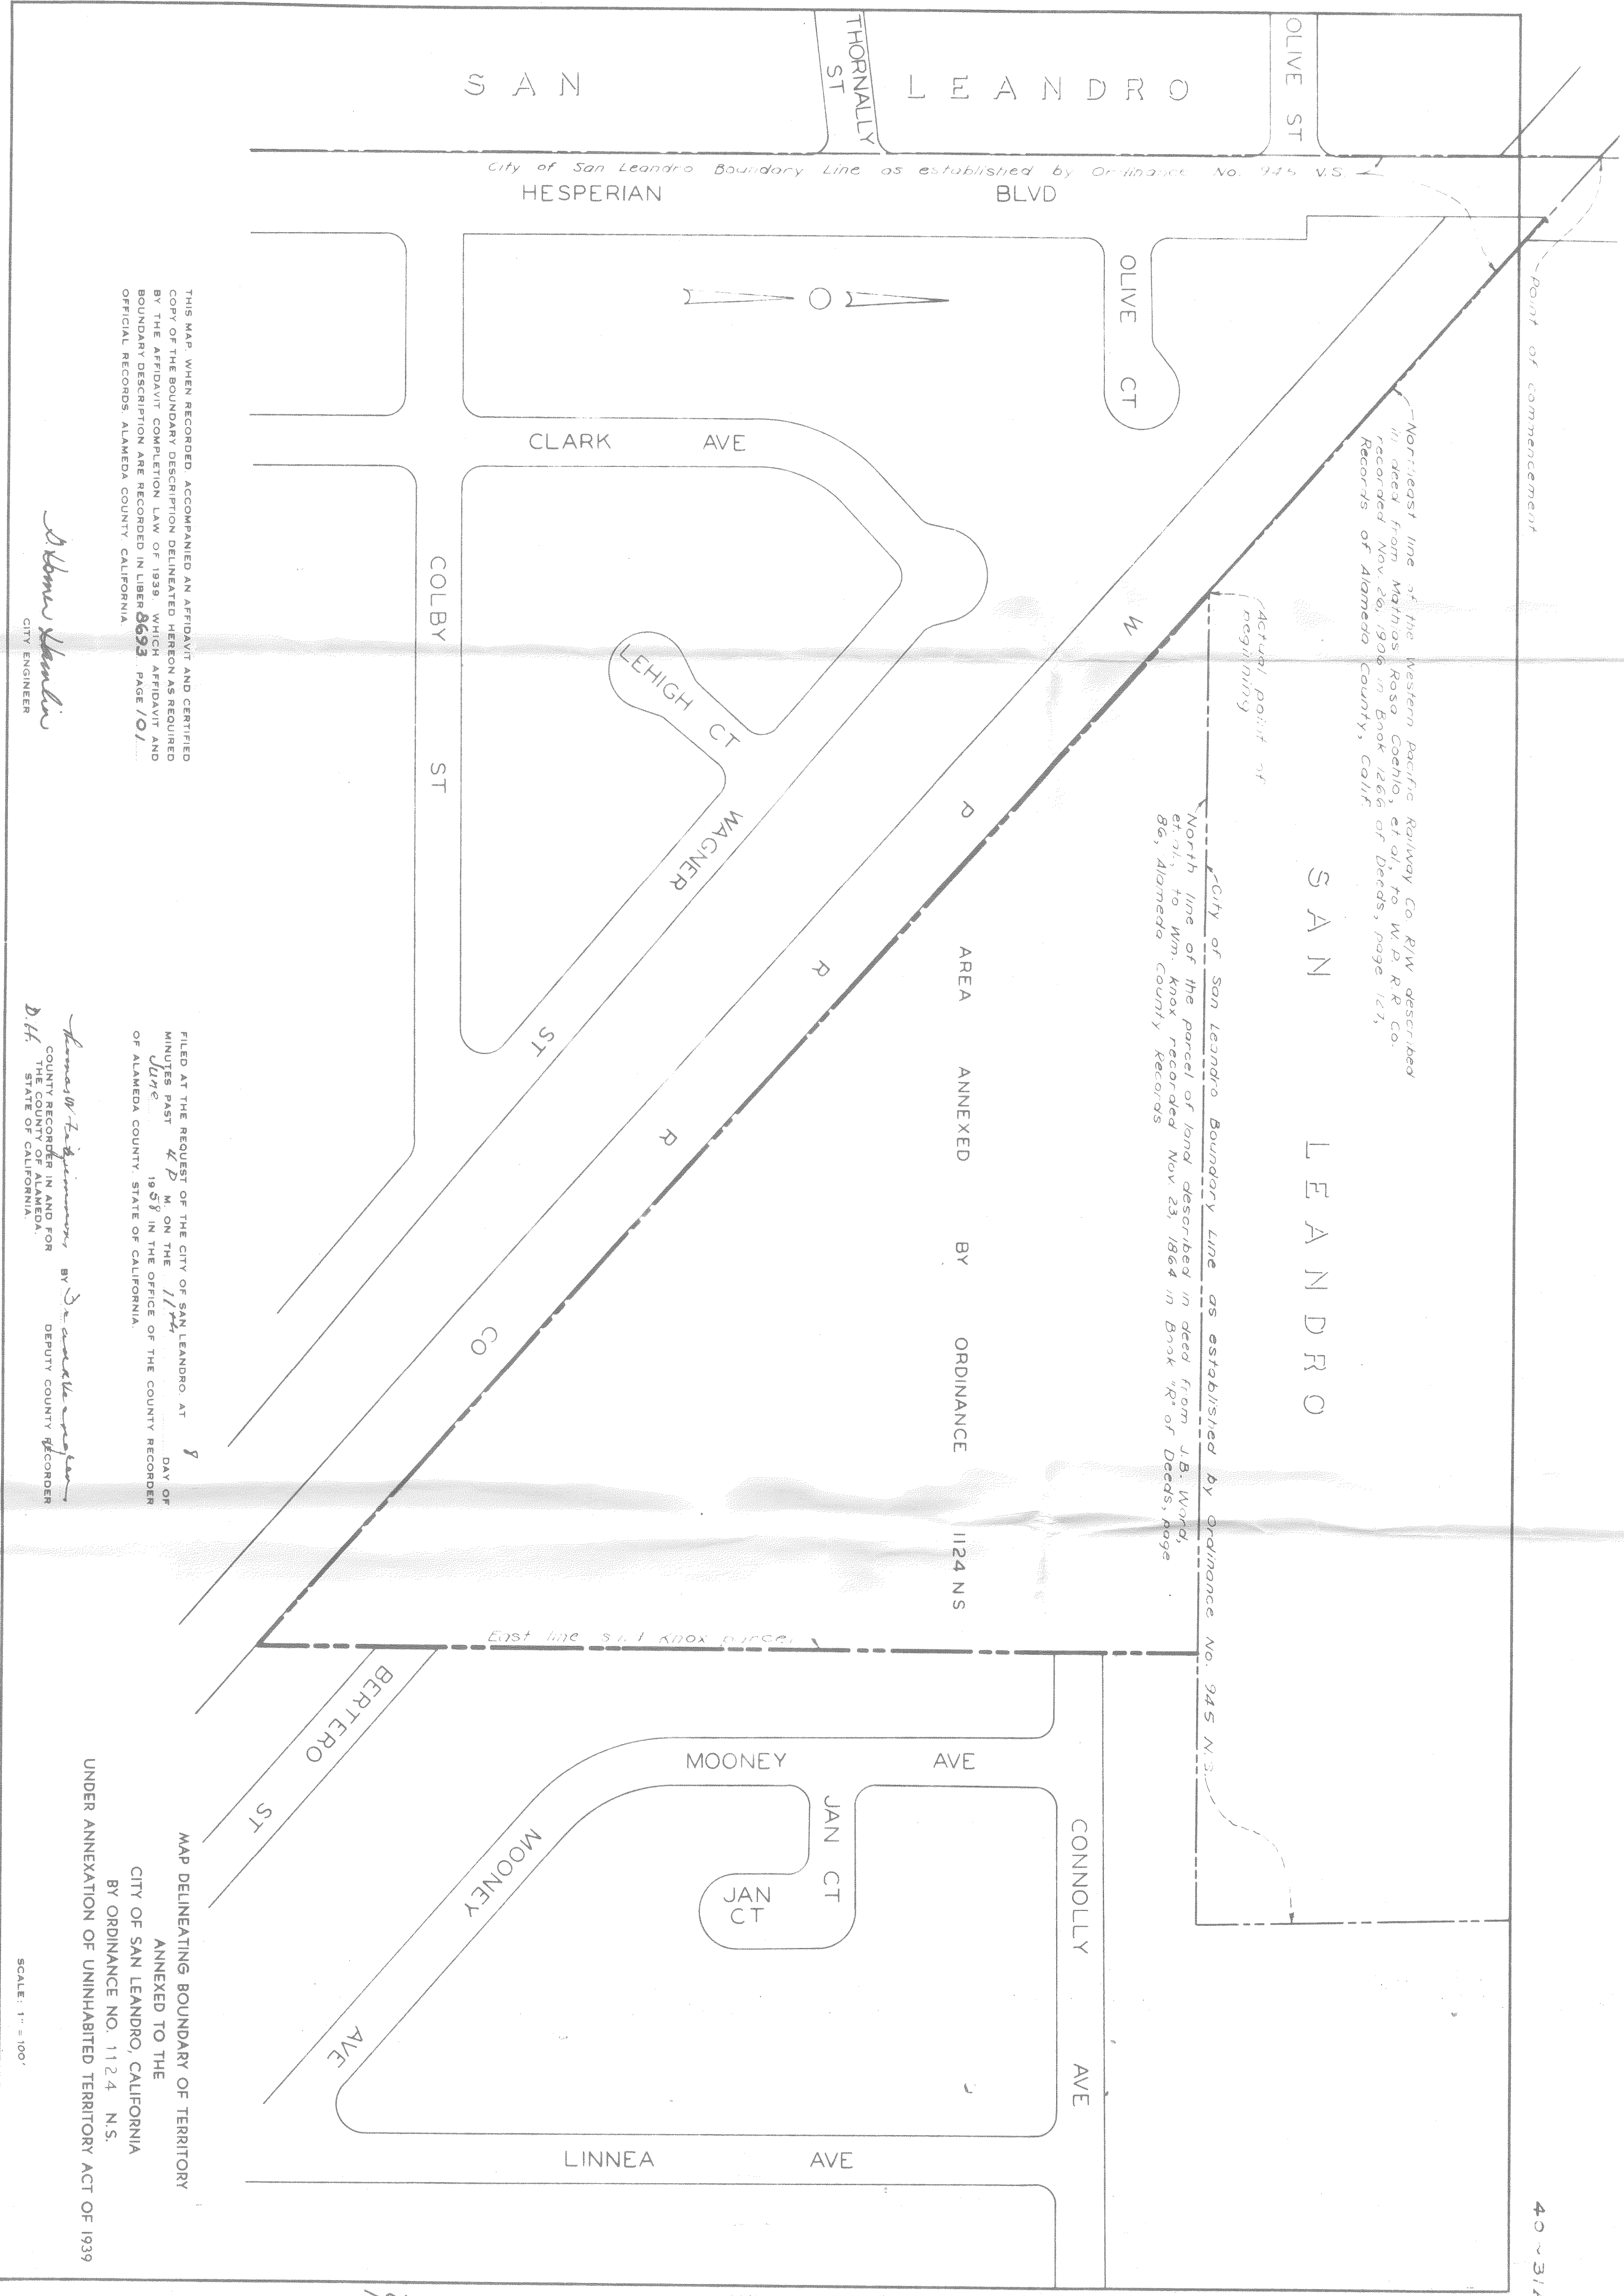 SAN LEANDRO
THORNALLY
ST
OLIVE ST
City of San Leandro Boundary Line as established by Ordinance No. 945 V.S.
HESPERIAN BLVD
OLIVE CT
Point of commencement
Northeast line of the Western Pacific Railway Co. R/W described
in deed from Mathias Rosa Coehlo, et al, to W.P. R.R Co.
recorded Nov. 26, 1906 in Book 1266 of Deeds, page 127,
Records of Alameda County, Calif.
CLARK AVE
COLBY ST
LEHIGH CT
WAGNER ST
W P R R CO
Actual point of
beginning
SAN LEANDRO
City of San Leandro Boundary Line as established by Ordinance No. 945 N.S.
North line of the parcel of land described in deed from J.B. Ward,
et al., to Wm. Knox recorded Nov. 23, 1864 in Book "R" of Deeds, page
86, Alameda County Records
AREA ANNEXED BY ORDINANCE 1124 NS
East line said Knox parcel
BERTERO ST
MOONEY AVE
JAN CT
JAN
CT
MOONEY AVE
CONNOLLY AVE
LINNEA AVE
THIS MAP, WHEN RECORDED, ACCOMPANIED AN AFFIDAVIT AND CERTIFIED
COPY OF THE BOUNDARY DESCRIPTION DELINEATED HEREON AS REQUIRED
BY THE AFFIDAVIT COMPLETION LAW OF 1939. WHICH AFFIDAVIT AND
BOUNDARY DESCRIPTION ARE RECORDED IN LIBER 8693 PAGE 101
OFFICIAL RECORDS, ALAMEDA COUNTY, CALIFORNIA.
CITY ENGINEER
FILED AT THE REQUEST OF THE CITY OF SAN LEANDRO, AT 8
MINUTES PAST 4 P M. ON THE 11th DAY OF
June 1958 IN THE OFFICE OF THE COUNTY RECORDER
OF ALAMEDA COUNTY, STATE OF CALIFORNIA.
BY
COUNTY RECORDER IN AND FOR
THE COUNTY OF ALAMEDA.
STATE OF CALIFORNIA.
DEPUTY COUNTY RECORDER
D.H.
MAP DELINEATING BOUNDARY OF TERRITORY
ANNEXED TO THE
CITY OF SAN LEANDRO, CALIFORNIA
BY ORDINANCE NO. 1124 N.S.
UNDER ANNEXATION OF UNINHABITED TERRITORY ACT OF 1939
SCALE: 1" = 100'